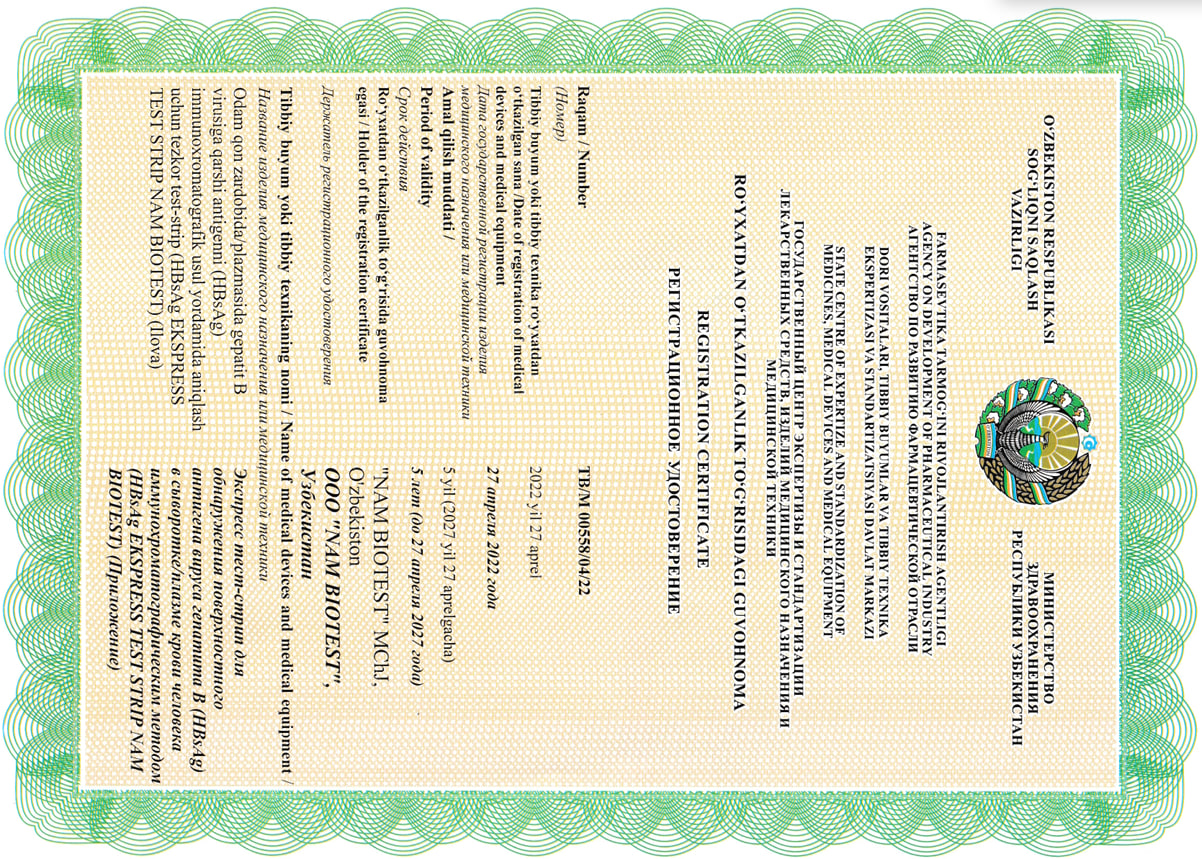 O‘ZBEKISTON RESPUBLIKASI
SOG‘LIQNI SAQLASH
VAZIRLIGI
МИНИСТЕРСТВО
ЗДРАВООХРАНЕНИЯ
РЕСПУБЛИКИ УЗБЕКИСТАН
FARMASEVTIKA TARMOG‘INI RIVOJLANTIRISH AGENTLIGI
AGENCY ON DEVELOPMENT OF PHARMACEUTICAL INDUSTRY
АГЕНТСТВО ПО РАЗВИТИЮ ФАРМАЦЕВТИЧЕСКОЙ ОТРАСЛИ
DORI VOSITALARI, TIBBIY BUYUMLAR VA TIBBIY TEXNIKA
EKSPERTIZASI VA STANDARTIZATSIYASI DAVLAT MARKAZI
STATE CENTRE OF EXPERTIZE AND STANDARDIZATION OF
MEDICINES, MEDICAL DEVICES AND MEDICAL EQUIPMENT
ГОСУДАРСТВЕННЫЙ ЦЕНТР ЭКСПЕРТИЗЫ И СТАНДАРТИЗАЦИИ
ЛЕКАРСТВЕННЫХ СРЕДСТВ, ИЗДЕЛИЙ МЕДИЦИНСКОГО НАЗНАЧЕНИЯ И
МЕДИЦИНСКОЙ ТЕХНИКИ
RO‘YXATDAN O‘TKAZILGANLIK TO‘G‘RISIDAGI GUVOHNOMA
REGISTRATION CERTIFICATE
РЕГИСТРАЦИОННОЕ УДОСТОВЕРЕНИЕ
Raqam / Number
(Номер)
TB/M 00558/04/22
Tibbiy buyum yoki tibbiy texnika ro‘yxatdan
o‘tkazilgan sana /Date of registration of medical
devices and medical equipment
Дата государственной регистрации изделия
медицинского назначения или медицинской техники
2022 yil 27 aprel
27 апреля 2022 года
Amal qilish muddati /
Period of validity
Срок действия
5 yil (2027 yil 27 aprelgacha)
5 лет (до 27 апреля 2027 года)
Ro‘yxatdan o‘tkazilganlik to‘g‘risida guvohnoma
egasi / Holder of the registration certificate
Держатель регистрационного удостоверения
"NAM BIOTEST" MChJ,
O'zbekiston
ООО "NAM BIOTEST",
Узбекистан
Tibbiy buyum yoki tibbiy texnikaning nomi / Name of medical devices and medical equipment /
Название изделия медицинского назначения или медицинской техники
Odam qon zardobida/plazmasida gepatit B
virusiga qarshi antigenni (HBsAg)
immunoxromatografik usul yordamida aniqlash
uchun tezkor test-strip (HBsAg EKSPRESS
TEST STRIP NAM BIOTEST) (Ilova)
Экспресс тест-стрип для
обнаружения поверхностного
антигена вируса гепатита В (HBsAg)
в сыворотке/плазме крови человека
иммунохроматографическим методом
(HBsAg EKSPRESS TEST STRIP NAM
BIOTEST) (Приложение)